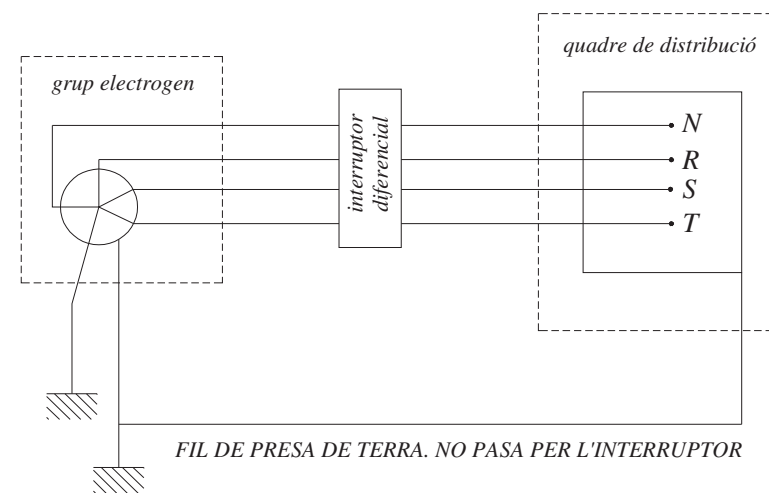 quadre de distribució
grup electrogen
interruptor
diferencial
N
R
S
T
FIL DE PRESA DE TERRA. NO PASA PER L'INTERRUPTOR